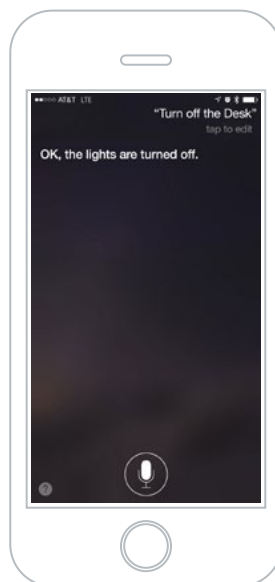 AT&T LTE
“Turn off the Desk”
tap to edit
OK, the lights are turned off.
?